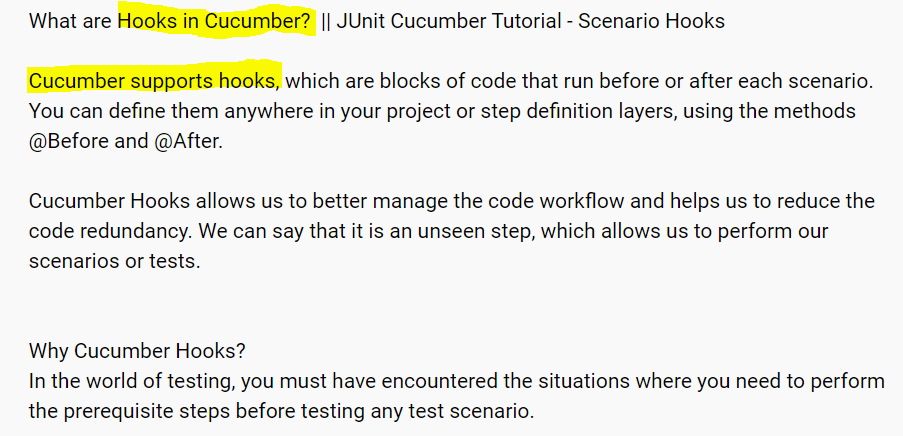 What are Hooks in Cucumber? || JUnit Cucumber Tutorial - Scenario Hooks
Cucumber supports hooks, which are blocks of code that run before or after each scenario.
You can define them anywhere in your project or step definition layers, using the methods
@Before and @After.
Cucumber Hooks allows us to better manage the code workflow and helps us to reduce the
code redundancy. We can say that it is an unseen step, which allows us to perform our
scenarios or tests.
Why Cucumber Hooks?
In the world of testing, you must have encountered the situations where you need to perform
the prerequisite steps before testing any test scenario.